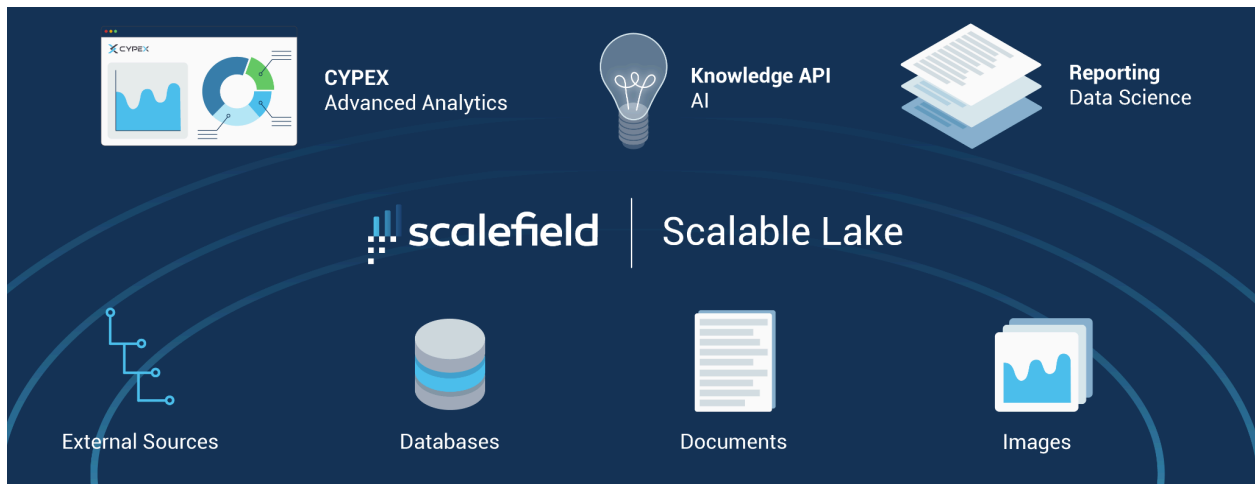 CYPEX
CYPEX
Advanced Analytics
Knowledge API
AI
Reporting
Data Science
scalefield
Scalable Lake
External Sources
Databases
Documents
Images